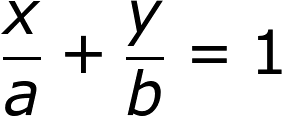 x/a + y/b = 1